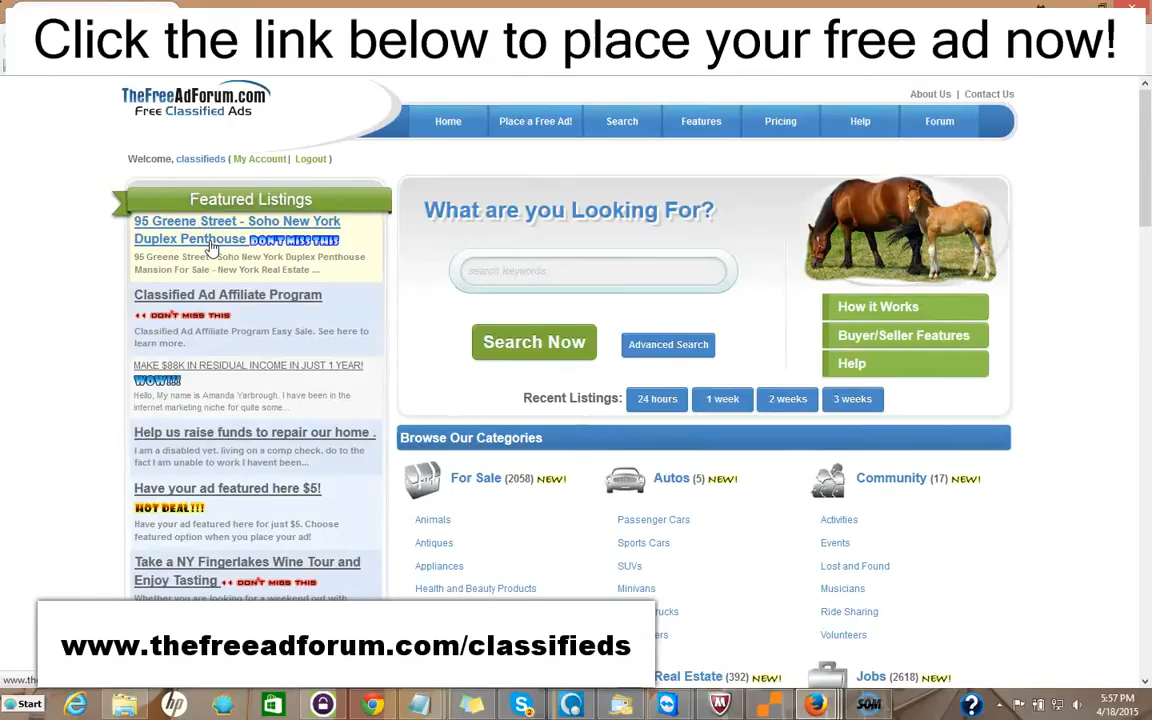 Click the link below to place your free ad now!
TheFreeAdForum.com
Free Classified Ads
About Us | Contact Us
Home
Place a Free Ad!
Search
Features
Pricing
Help
Forum
Welcome, classifieds ( My Account | Logout )
Featured Listings
95 Greene Street - Soho New York
Duplex Penthouse DON'T MISS THIS
95 Greene Street - Soho New York Duplex Penthouse
Mansion For Sale - New York Real Estate ...
Classified Ad Affiliate Program
DON'T MISS THIS
Classified Ad Affiliate Program Easy Sale. See here to
learn more.
MAKE $88K IN RESIDUAL INCOME IN JUST 1 YEAR!
WOW!!!
Hello, My name is Amanda Yarbrough. I have been in the
internet marketing niche for quite some...
Help us raise funds to repair our home .
I am a disabled vet. living on a comp check. do to the
fact I am unable to work I havent been...
Have your ad featured here $5!
HOT DEAL!!!
Have your ad featured here for just $5. Choose
featured option when you place your ad!
Take a NY Fingerlakes Wine Tour and
Enjoy Tasting DON'T MISS THIS
Whether you are looking for a weekend out with
What are you Looking For?
search keywords
Search Now
Advanced Search
How it Works
Buyer/Seller Features
Help
Recent Listings: 24 hours 1 week 2 weeks 3 weeks
Browse Our Categories
For Sale (2058) NEW!
Animals
Antiques
Appliances
Health and Beauty Products
Autos (5) NEW!
Passenger Cars
Sports Cars
SUVs
Minivans
Real Estate (392) NEW!
Community (17) NEW!
Activities
Events
Lost and Found
Musicians
Ride Sharing
Volunteers
Jobs (2618) NEW!
www.thefreeadforum.com/classifieds
Start
5:57 PM
4/18/2015